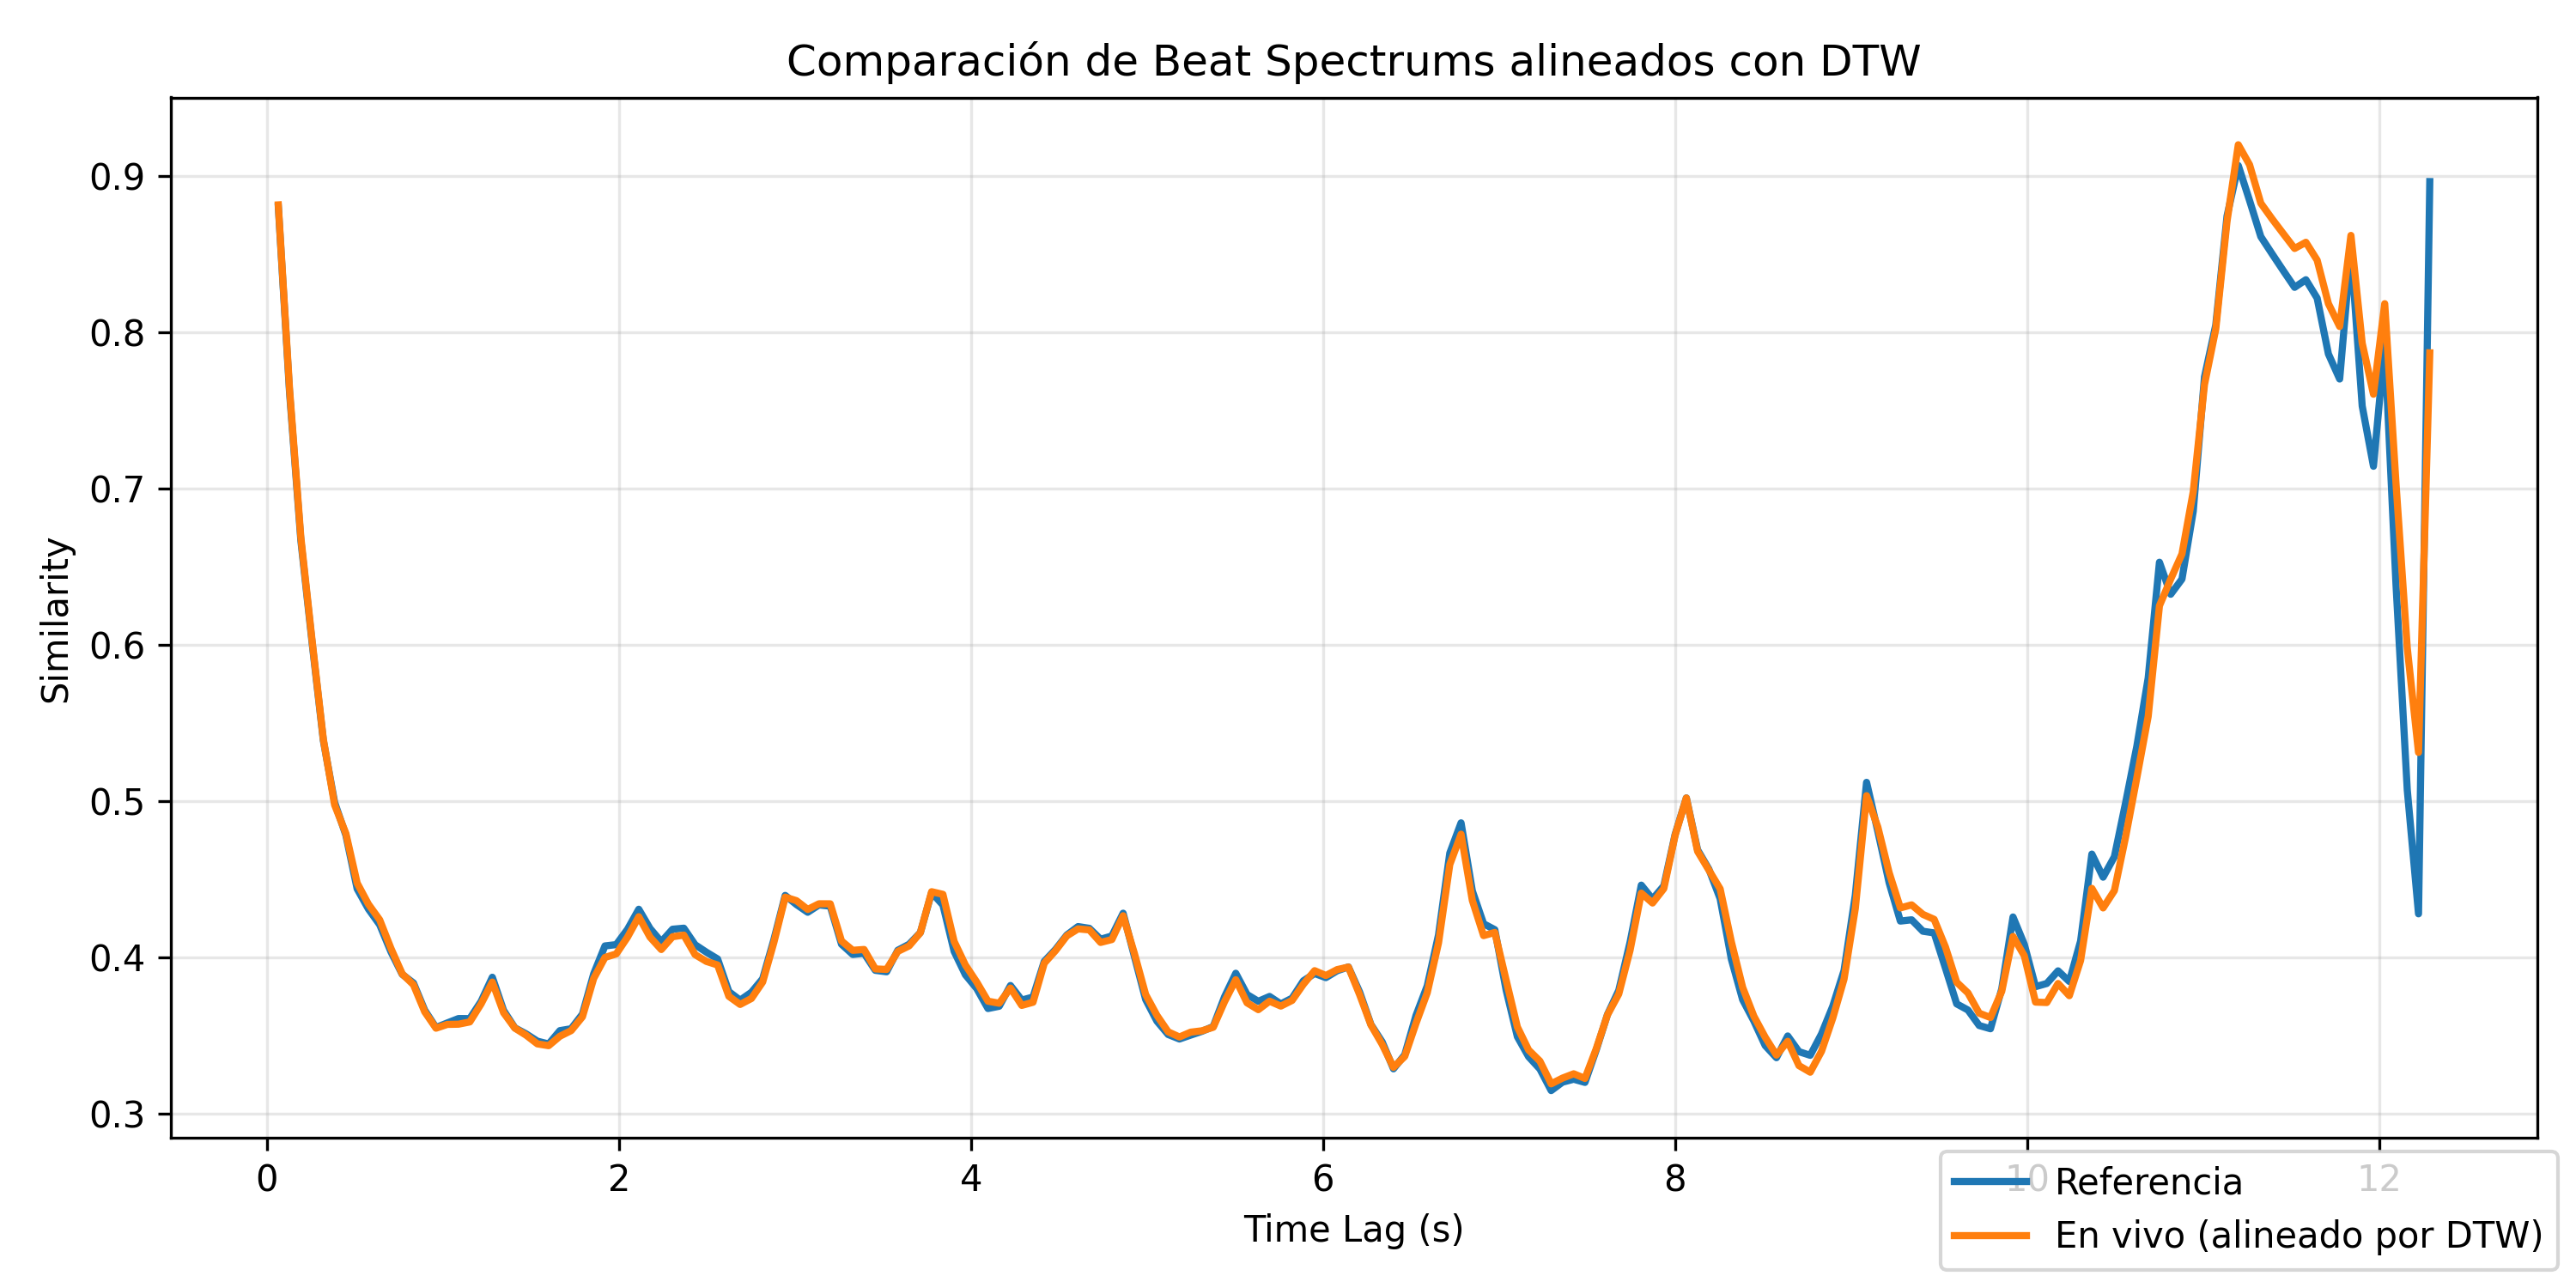 Comparación de Beat Spectrums alineados con DTW
Similarity
0.9
0.8
0.7
0.6
0.5
0.4
0.3
0 2 4 6 8 10 12
Time Lag (s)
Referencia
En vivo (alineado por DTW)